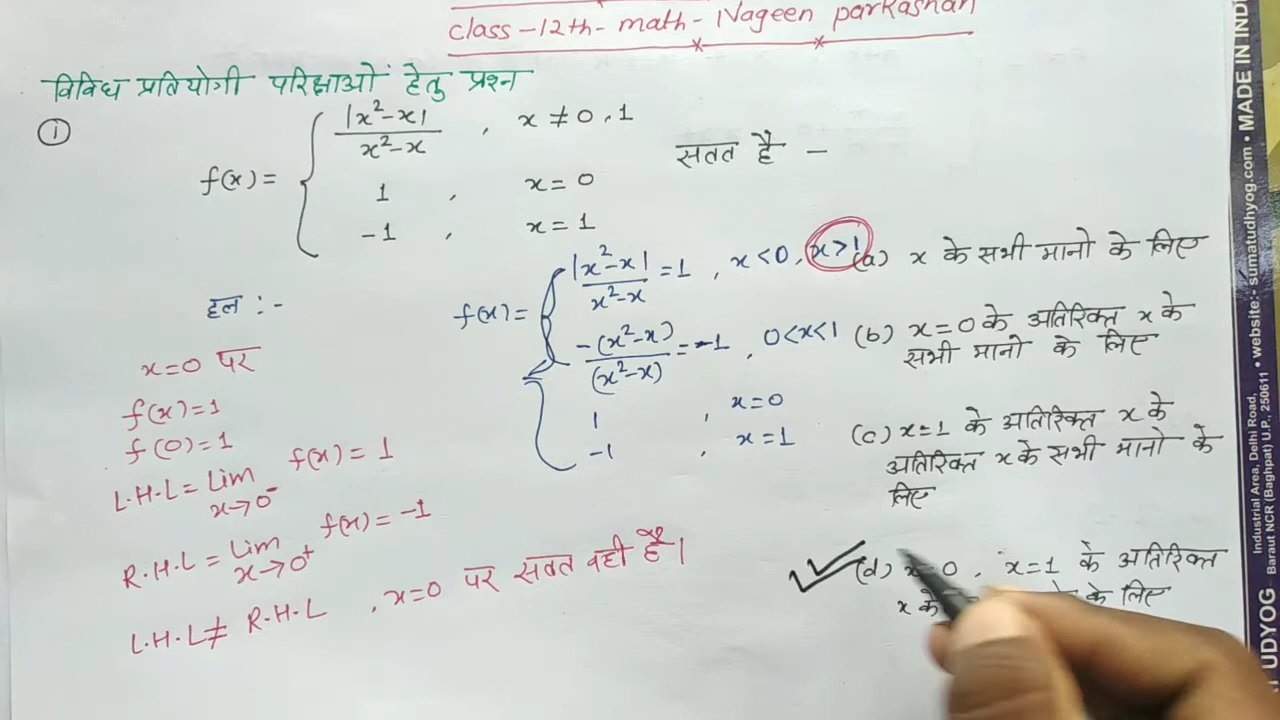 class-12th-math-Nageen parkashan
विविध प्रतियोगी परिक्षाओं हेतु प्रश्न
①
f(x)= { |x²-x| / x²-x , x ≠ 0, 1
1 , x = 0
-1 , x = 1
सतत है -
(a) x के सभी मानो के लिए
(b) x=0 के अतिरिक्त x के
सभी मानो के लिए
(c) x=1 के अतिरिक्त x के
अतिरिक्त x के सभी मानो के
लिए
(d) x=0, x=1 के अतिरिक्त
x के के लिए
हल :-
f(x)= { |x²-x| / x²-x = 1 , x<0, x>1
-(x²-x) / (x²-x) = -1 , 0<x<1
1 , x=0
-1 , x=1
x=0 पर
f(x)=1
f(0)=1
L.H.L = Lim x→0⁻ f(x) = 1
R.H.L = Lim x→0⁺ f(x) = -1
L.H.L ≠ R.H.L , x=0 पर सतत नही है।
MADE IN INDI
website:- sumatudhyog.com
Industrial Area, Delhi Road,
Baraut NCR (Baghpat) U.P., 250611
UDYOG